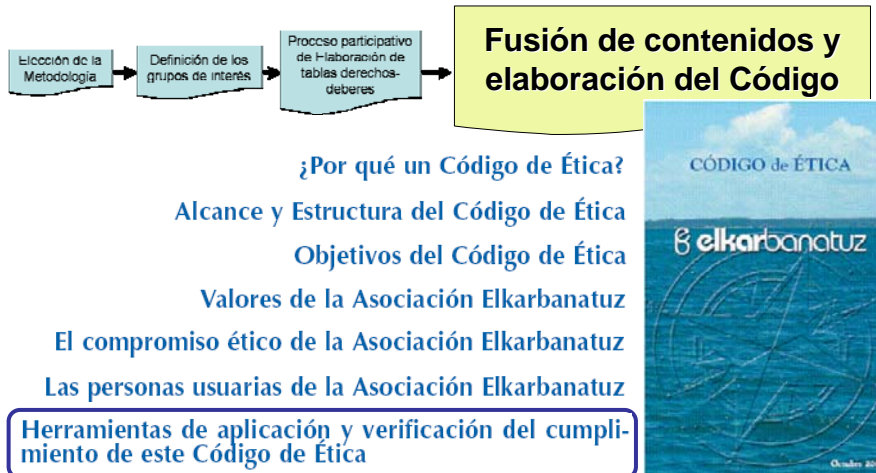 Elección de la
Metodología
Definición de los
grupos de interés
Proceso participativo
de Elaboración de
tablas derechos-
deberes
Fusión de contenidos y
elaboración del Código
¿Por qué un Código de Ética?
Alcance y Estructura del Código de Ética
Objetivos del Código de Ética
Valores de la Asociación Elkarbanatuz
El compromiso ético de la Asociación Elkarbanatuz
Las personas usuarias de la Asociación Elkarbanatuz
Herramientas de aplicación y verificación del cumpli-
miento de este Código de Ética
CÓDIGO de ÉTICA
elkarbanatuz
Octubre